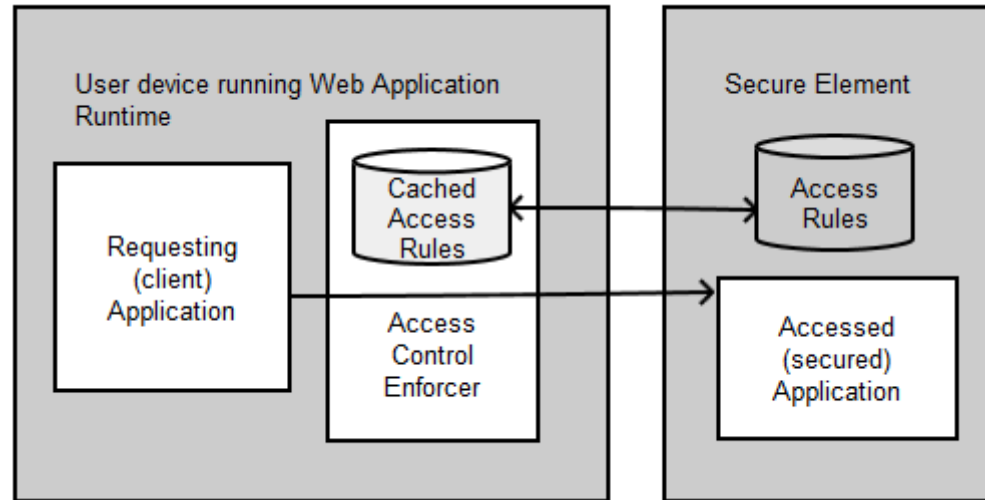 User device running Web Application
Runtime
Secure Element
Cached
Access
Rules
Access
Rules
Requesting
(client)
Application
Access
Control
Enforcer
Accessed
(secured)
Application